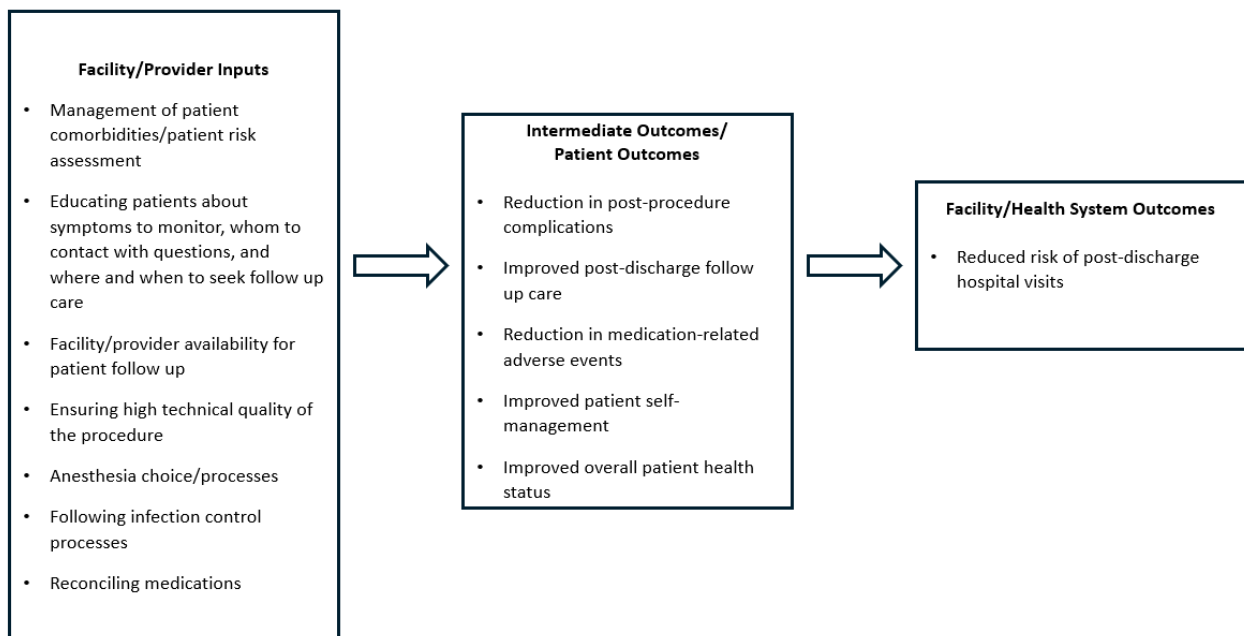 Facility/Provider Inputs
• Management of patient
comorbidities/patient risk
assessment
• Educating patients about
symptoms to monitor, whom to
contact with questions, and
where and when to seek follow up
care
• Facility/provider availability for
patient follow up
• Ensuring high technical quality of
the procedure
• Anesthesia choice/processes
• Following infection control
processes
• Reconciling medications
Intermediate Outcomes/
Patient Outcomes
• Reduction in post-procedure
complications
• Improved post-discharge follow
up care
• Reduction in medication-related
adverse events
• Improved patient self-
management
• Improved overall patient health
status
Facility/Health System Outcomes
• Reduced risk of post-discharge
hospital visits